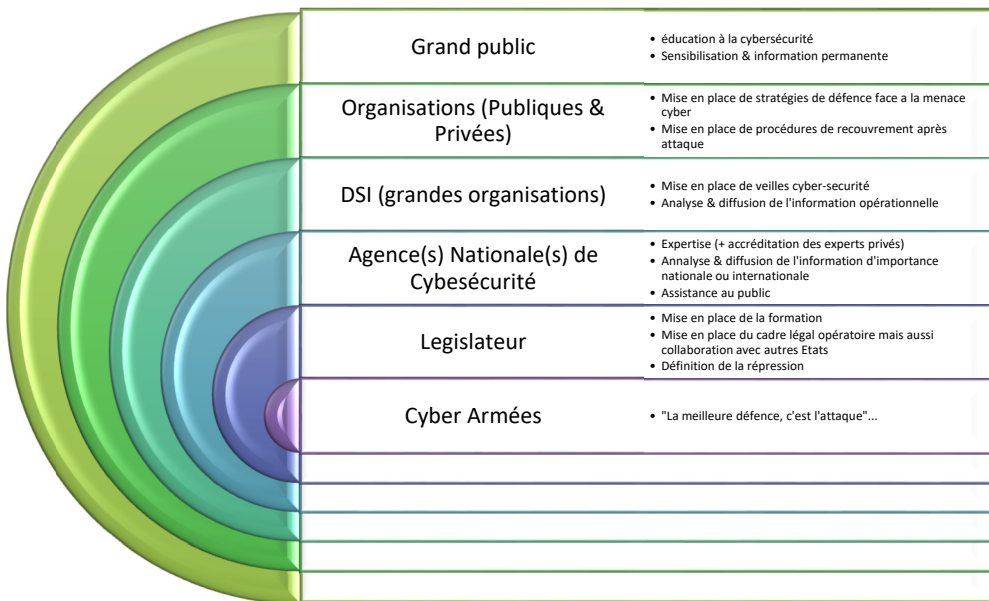 Grand public
• éducation à la cybersécurité
• Sensibilisation & information permanente
Organisations (Publiques &
Privées)
• Mise en place de stratégies de défence face a la menace
cyber
• Mise en place de procédures de recouvrement après
attaque
DSI (grandes organisations)
• Mise en place de veilles cyber-securité
• Analyse & diffusion de l'information opérationnelle
Agence(s) Nationale(s) de
Cybesécurité
• Expertise (+ accréditation des experts privés)
• Annalyse & diffusion de l'information d'importance
nationale ou internationale
• Assistance au public
Legislateur
• Mise en place de la formation
• Mise en place du cadre légal opératoire mais aussi
collaboration avec autres Etats
• Définition de la répression
Cyber Armées
• "La meilleure défence, c'est l'attaque"...